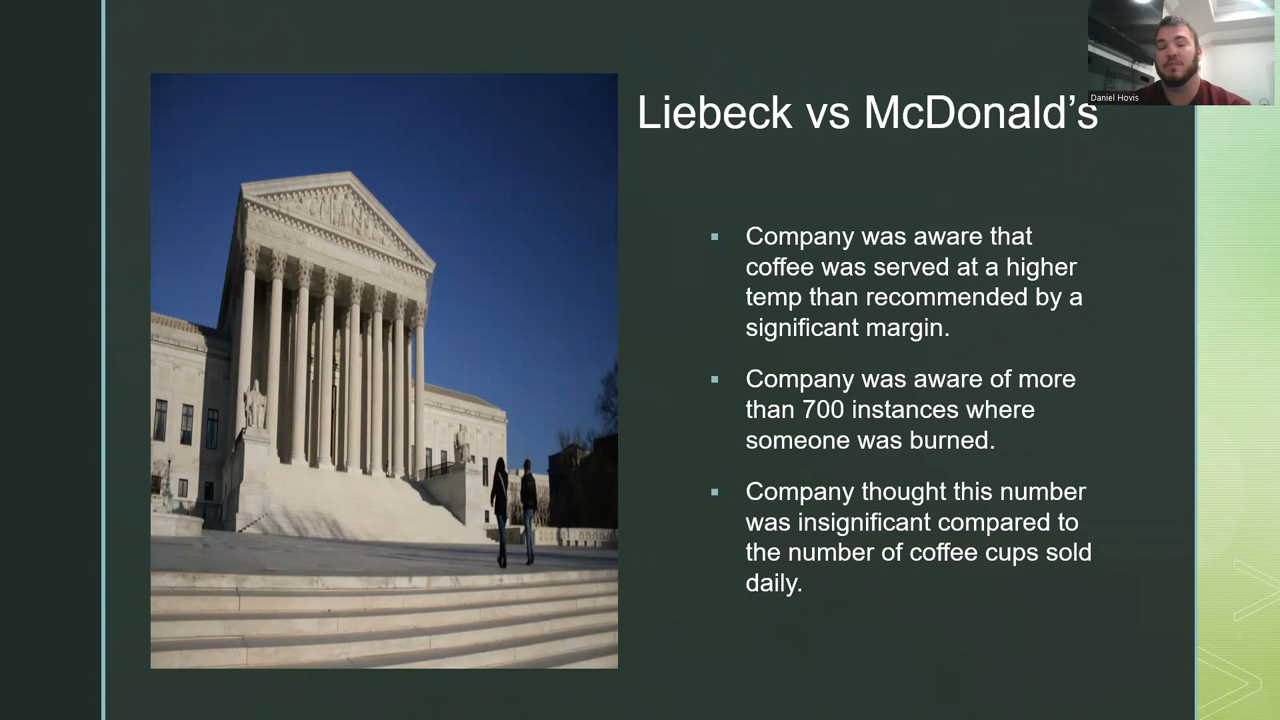 Daniel Hovis
Liebeck vs McDonald’s
Company was aware that
coffee was served at a higher
temp than recommended by a
significant margin.
Company was aware of more
than 700 instances where
someone was burned.
Company thought this number
was insignificant compared to
the number of coffee cups sold
daily.